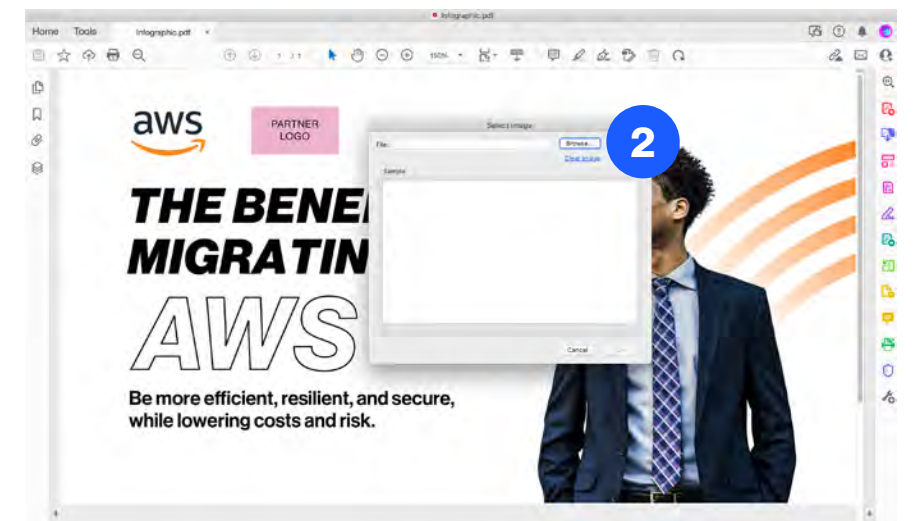 Infographic.pdf
Home Tools Infographic.pdf ×
150%
aws
PARTNER
LOGO
Select Image
File:
Browse...
Clear Image
2
Sample
THE BENE
MIGRATIN
AWS
Cancel
Be more efficient, resilient, and secure,
while lowering costs and risk.